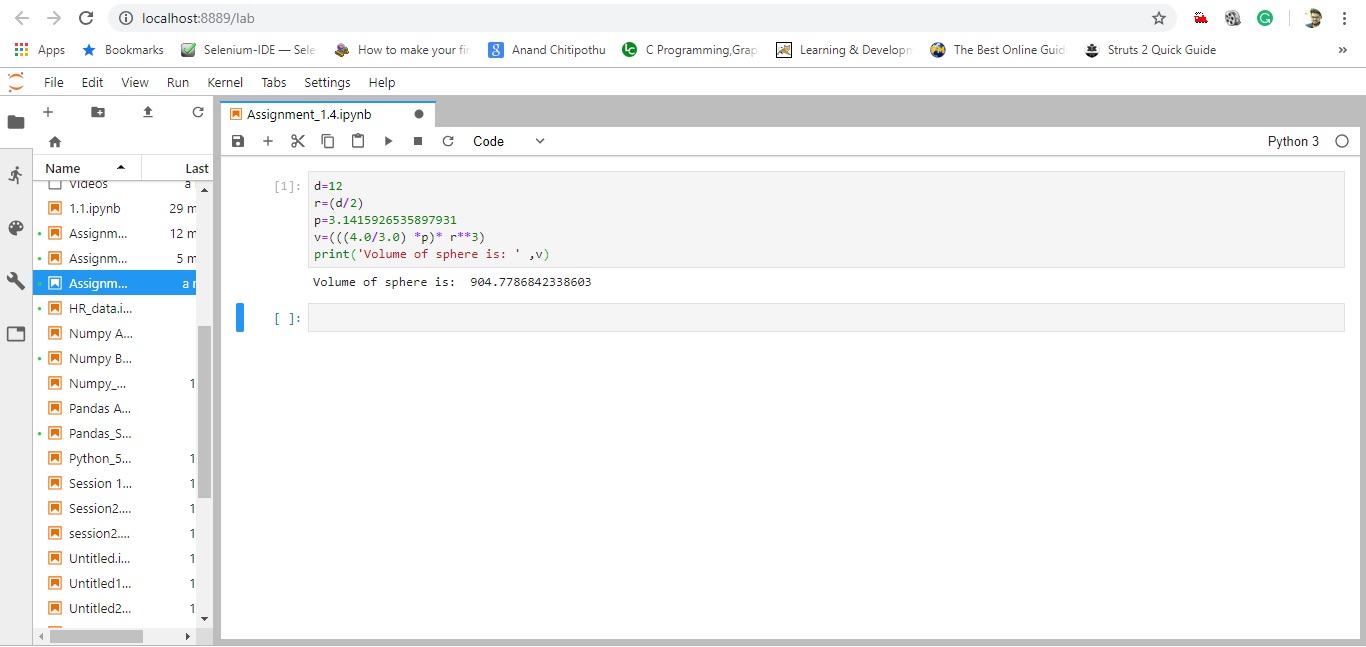 localhost:8889/lab
Apps Bookmarks Selenium-IDE — Sele How to make your fir Anand Chitipothu C Programming,Grap Learning & Developm The Best Online Guid Struts 2 Quick Guide »
File Edit View Run Kernel Tabs Settings Help
Assignment_1.4.ipynb
Code
Python 3
Name Last
Videos a
1.1.ipynb 29 m
Assignm... 12 m
Assignm... 5 m
Assignm... a
HR_data.i...
Numpy A...
Numpy B...
Numpy_... 1
Pandas A...
Pandas_S...
Python_5... 1
Session 1... 1
Session2.... 1
session2.... 1
Untitled.i... 1
Untitled1... 1
Untitled2... 1
[1]: d=12
r=(d/2)
p=3.1415926535897931
v=(((4.0/3.0) *p)* r**3)
print('Volume of sphere is: ' ,v)
Volume of sphere is:  904.7786842338603
[ ]: